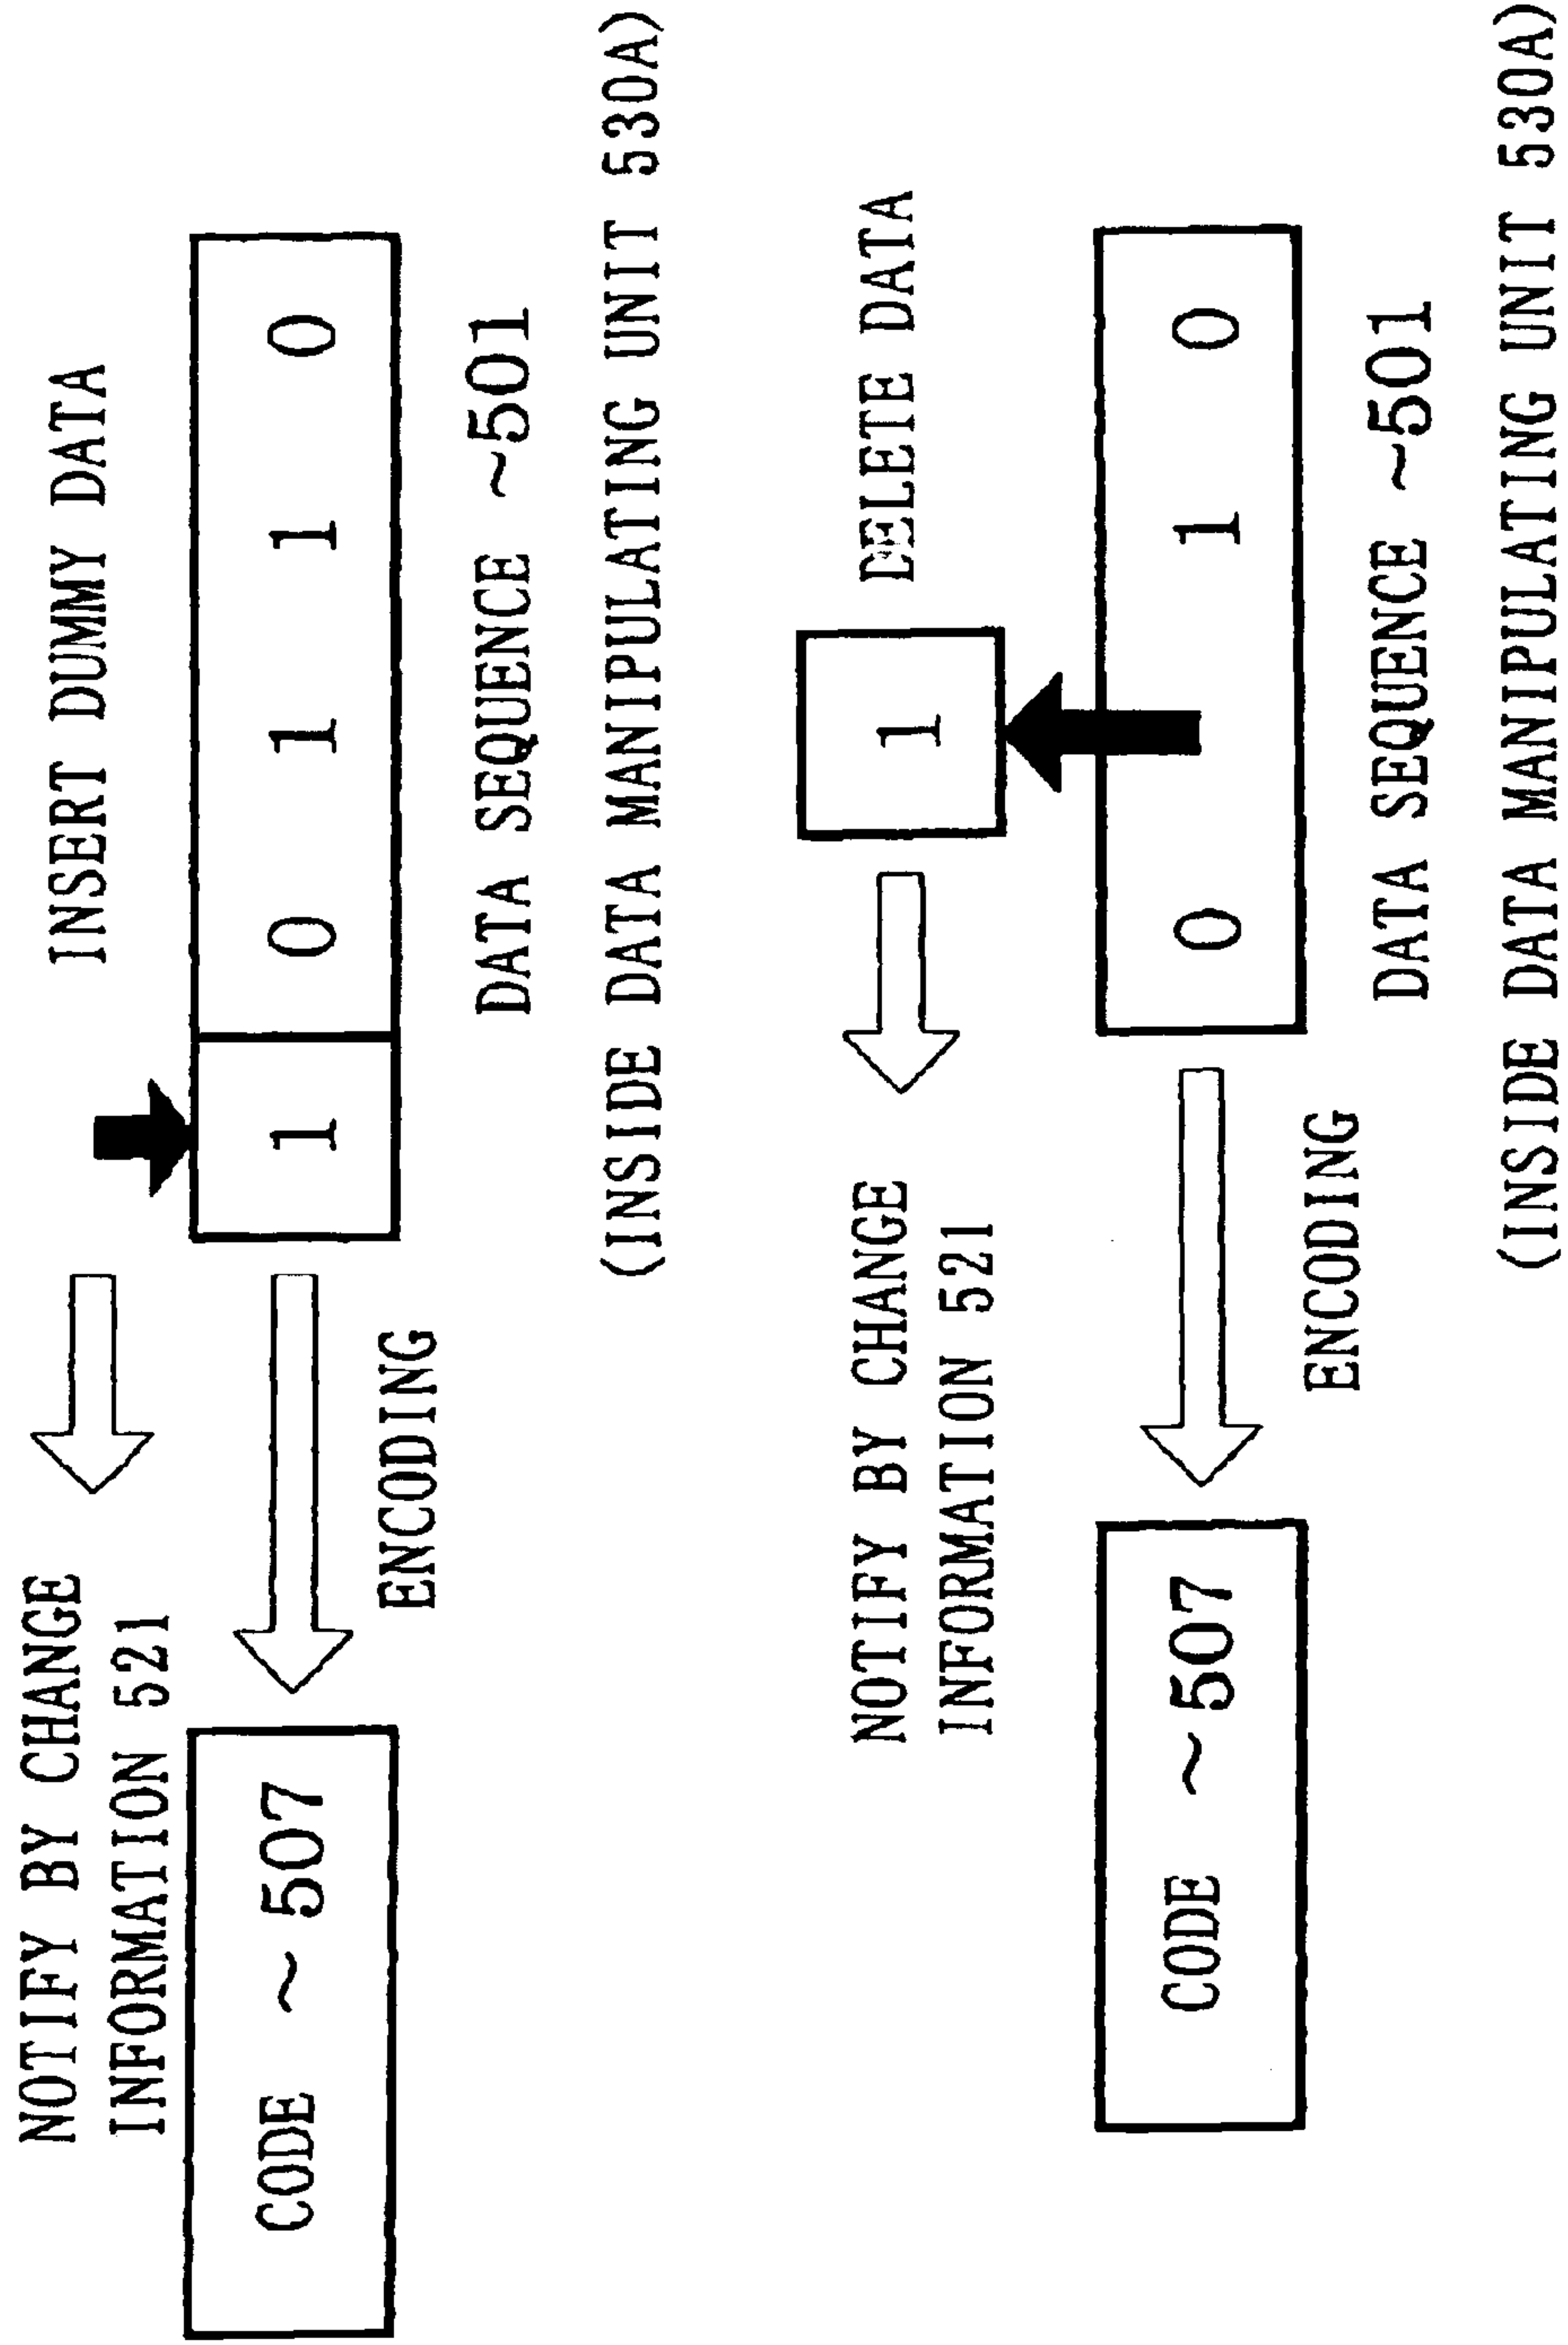 NOTIFY BY CHANGE
INFORMATION 521
INSERT DUMMY DATA
CODE ~ 507
1 0 1 1 0
ENCODING
DATA SEQUENCE ~501
(INSIDE DATA MANIPULATING UNIT 530A)
NOTIFY BY CHANGE
INFORMATION 521
1
DELETE DATA
CODE ~ 507
0 1 0
ENCODING
DATA SEQUENCE ~501
(INSIDE DATA MANIPULATING UNIT 530A)